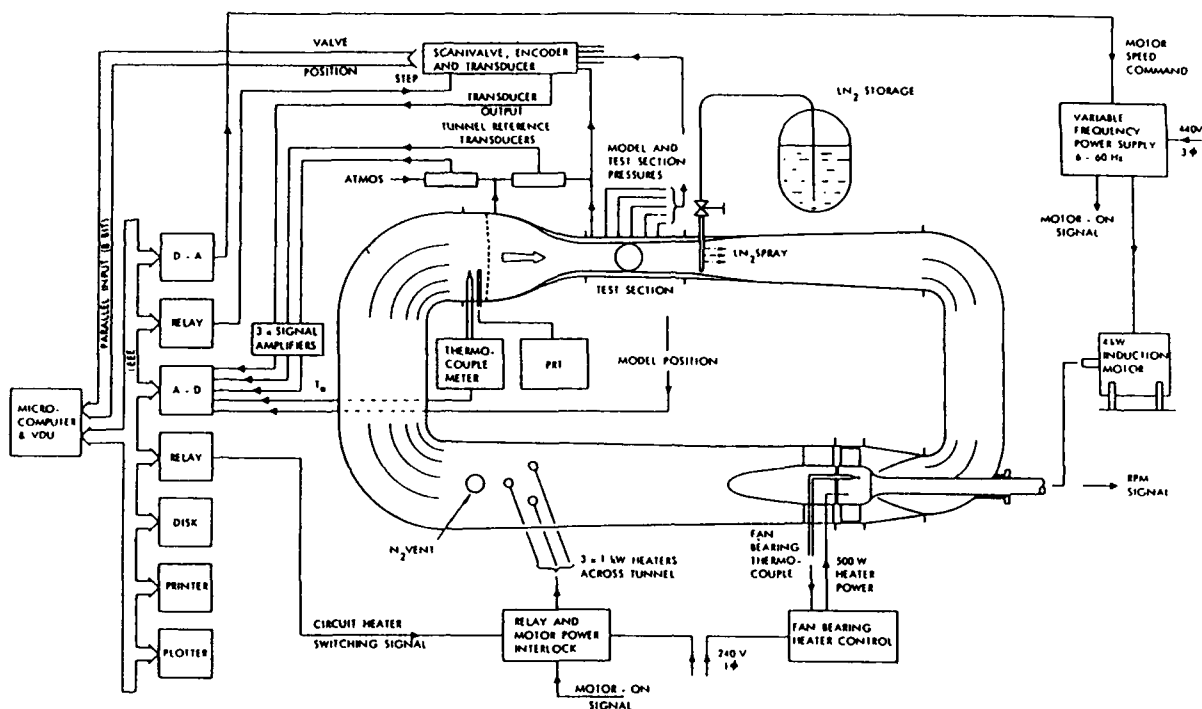 VALVE
POSITION
SCANIVALVE, ENCODER
AND TRANSDUCER
STEP
TRANSDUCER
OUTPUT
TUNNEL REFERENCE
TRANSDUCERS
ATMOS
MODEL AND
TEST SECTION
PRESSURES
LN2 STORAGE
MOTOR
SPEED
COMMAND
VARIABLE
FREQUENCY
POWER SUPPLY
6 - 60 Hz
440V
3 ϕ
MOTOR-ON
SIGNAL
PARALLEL INPUT (8 BIT)
IEEE
D - A
RELAY
3 x SIGNAL
AMPLIFIERS
A - D
MICRO-
COMPUTER
& VDU
RELAY
DISK
PRINTER
PLOTTER
LN2 SPRAY
TEST SECTION
THERMO-
COUPLE
METER
PRT
MODEL POSITION
4kW
INDUCTION
MOTOR
RPM
SIGNAL
N2 VENT
3 x 1 kW HEATERS
ACROSS TUNNEL
FAN
BEARING
THERMO-
COUPLE
500 W
HEATER
POWER
CIRCUIT HEATER
SWITCHING SIGNAL
RELAY AND
MOTOR POWER
INTERLOCK
240 V
1 ϕ
FAN BEARING
HEATER CONTROL
MOTOR - ON
SIGNAL